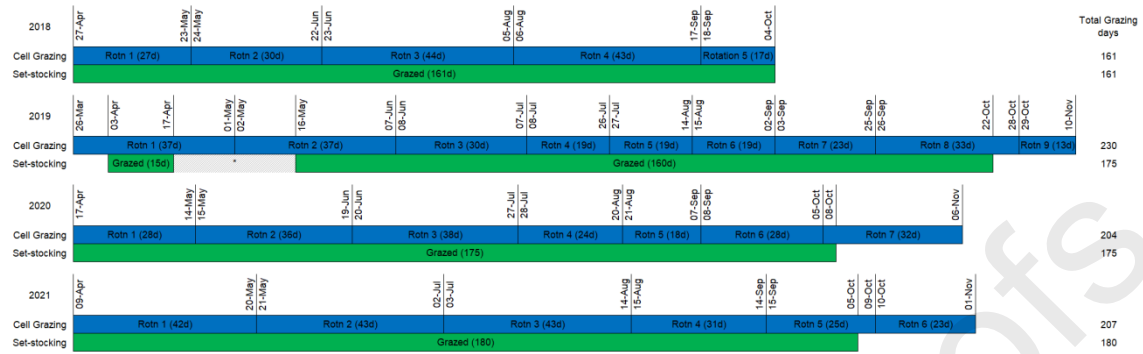 2018 27-Apr 23-May 24-May 22-Jun 23-Jun 05-Aug 06-Aug 17-Sep 18-Sep 04-Oct Total Grazing days
Cell Grazing Rotn 1 (27d) Rotn 2 (30d) Rotn 3 (44d) Rotn 4 (43d) Rotation 5 (17d) 161
Set-stocking Grazed (161d) 161
2019 26-Mar 03-Apr 17-Apr 01-May 02-May 16-May 07-Jun 08-Jun 07-Jul 08-Jul 26-Jul 27-Jul 14-Aug 15-Aug 02-Sep 03-Sep 25-Sep 26-Sep 22-Oct 28-Oct 29-Oct 10-Nov
Cell Grazing Rotn 1 (37d) Rotn 2 (37d) Rotn 3 (30d) Rotn 4 (19d) Rotn 5 (19d) Rotn 6 (19d) Rotn 7 (23d) Rotn 8 (33d) Rotn 9 (13d) 230
Set-stocking Grazed (15d) * Grazed (160d) 175
2020 17-Apr 14-May 15-May 19-Jun 20-Jun 27-Jul 28-Jul 20-Aug 21-Aug 07-Sep 08-Sep 05-Oct 08-Oct 06-Nov
Cell Grazing Rotn 1 (28d) Rotn 2 (36d) Rotn 3 (38d) Rotn 4 (24d) Rotn 5 (18d) Rotn 6 (28d) Rotn 7 (32d) 204
Set-stocking Grazed (175) 175
2021 09-Apr 20-May 21-May 02-Jul 03-Jul 14-Aug 15-Aug 14-Sep 15-Sep 05-Oct 09-Oct 10-Oct 01-Nov
Cell Grazing Rotn 1 (42d) Rotn 2 (43d) Rotn 3 (43d) Rotn 4 (31d) Rotn 5 (25d) Rotn 6 (23d) 207
Set-stocking Grazed (180) 180
ofs